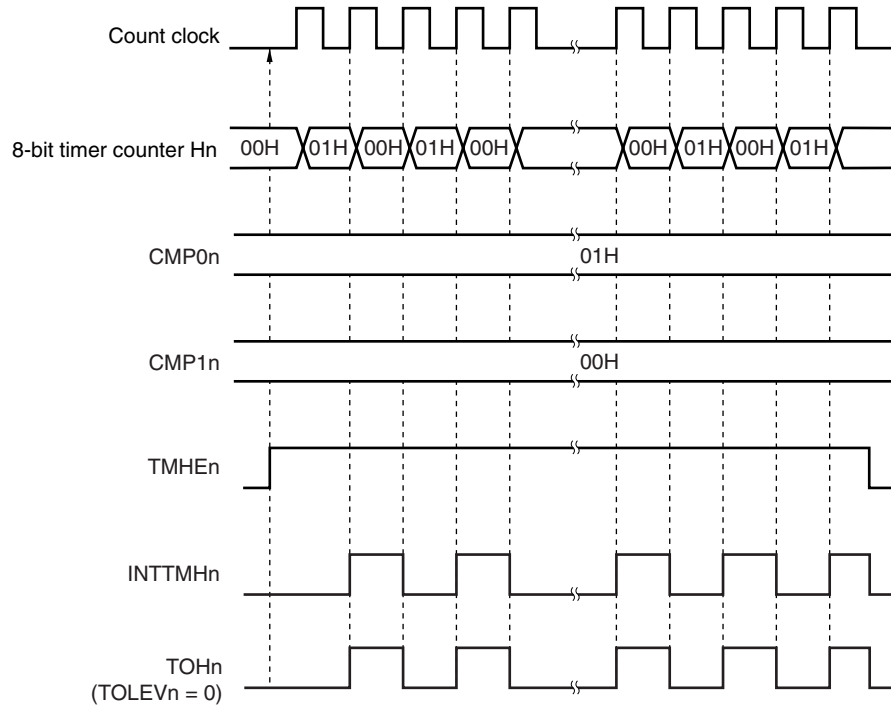 Count clock
8-bit timer counter Hn 00H 01H 00H 01H 00H 00H 01H 00H 01H
CMP0n 01H
CMP1n 00H
TMHEn
INTTMHn
TOHn
(TOLEVn = 0)